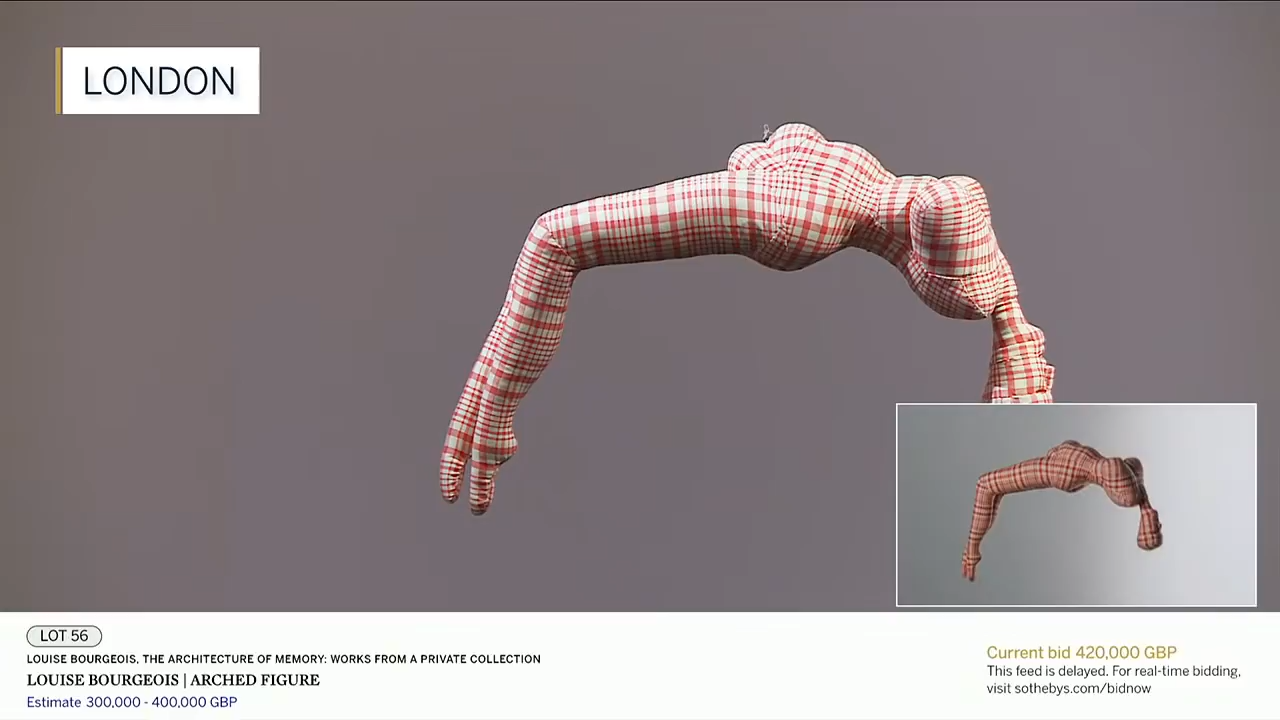 LONDON
LOT 56
LOUISE BOURGEOIS, THE ARCHITECTURE OF MEMORY: WORKS FROM A PRIVATE COLLECTION
LOUISE BOURGEOIS | ARCHED FIGURE
Estimate 300,000 - 400,000 GBP
Current bid 420,000 GBP
This feed is delayed. For real-time bidding,
visit sothebys.com/bidnow